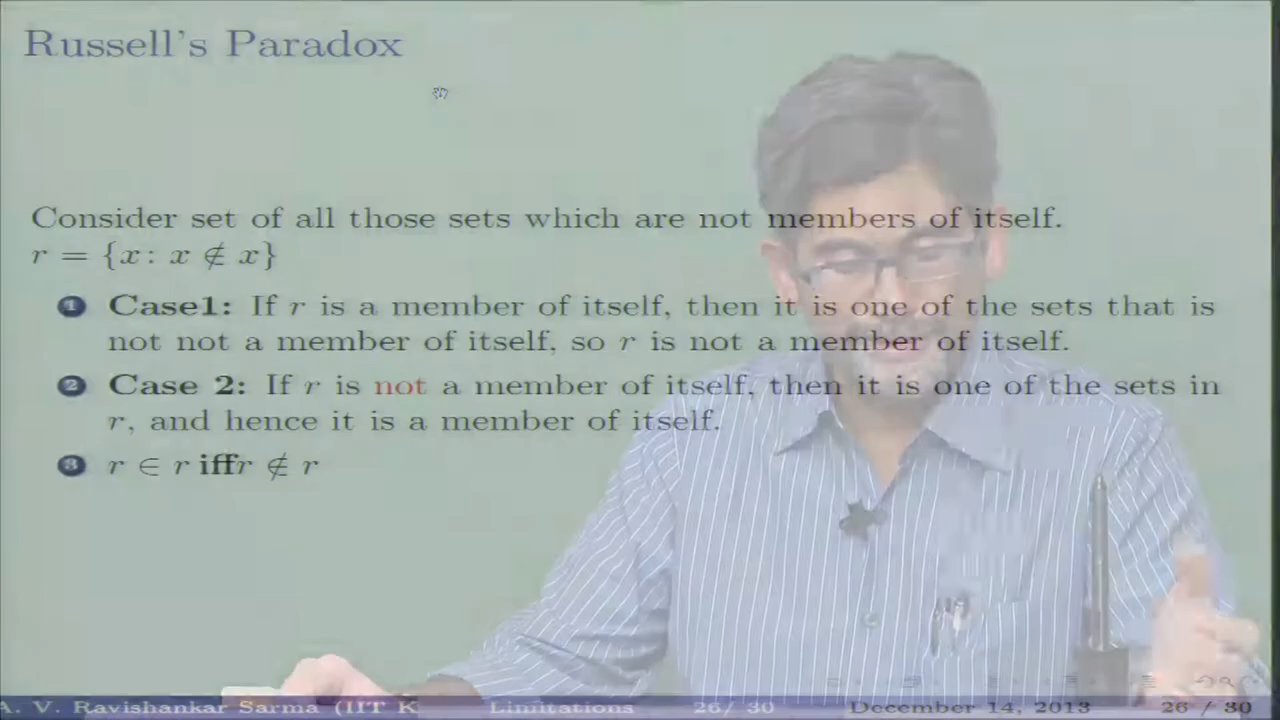 Russell's Paradox
Consider set of all those sets which are not members of itself.
r = {x: x ∉ x}
1 Case1: If r is a member of itself, then it is one of the sets that is
not not a member of itself, so r is not a member of itself.
2 Case 2: If r is not a member of itself, then it is one of the sets in
r, and hence it is a member of itself.
3 r ∈ r iffr ∉ r
A. V. Ravishankar Sarma (IIT K Limitations 26/ 30 December 14, 2013 26 / 30